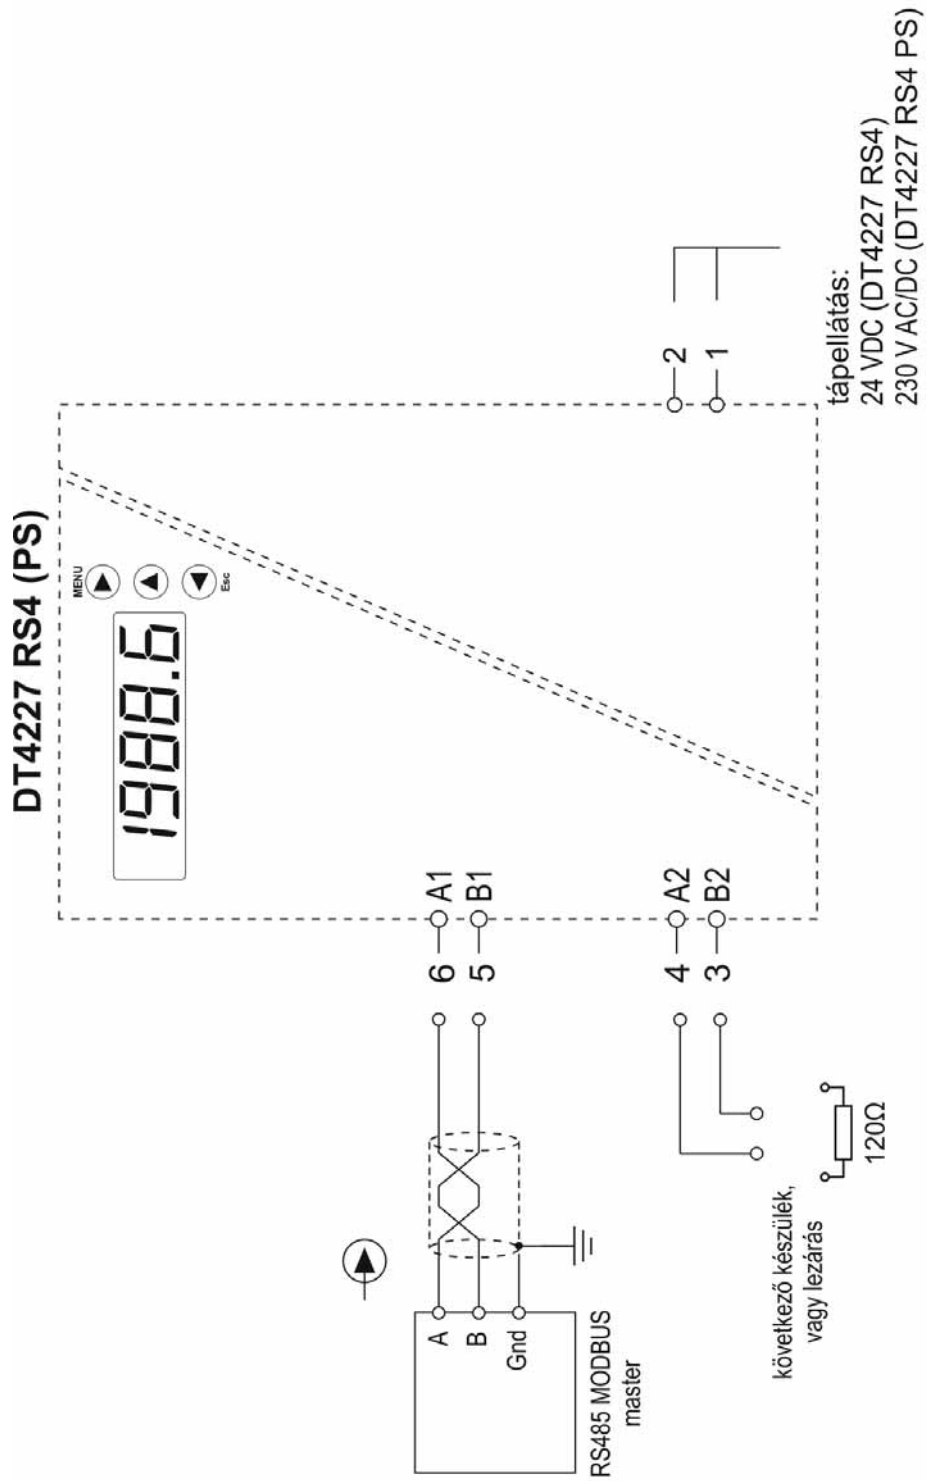 DT4227 RS4 (PS)
MENU
1988.6
Esc
A
6
A1
B
5
B1
Gnd
RS485 MODBUS
master
4
A2
2
3
B2
1
következő készülék,
vagy lezárás
120Ω
tápellátás:
24 VDC (DT4227 RS4)
230 V AC/DC (DT4227 RS4 PS)